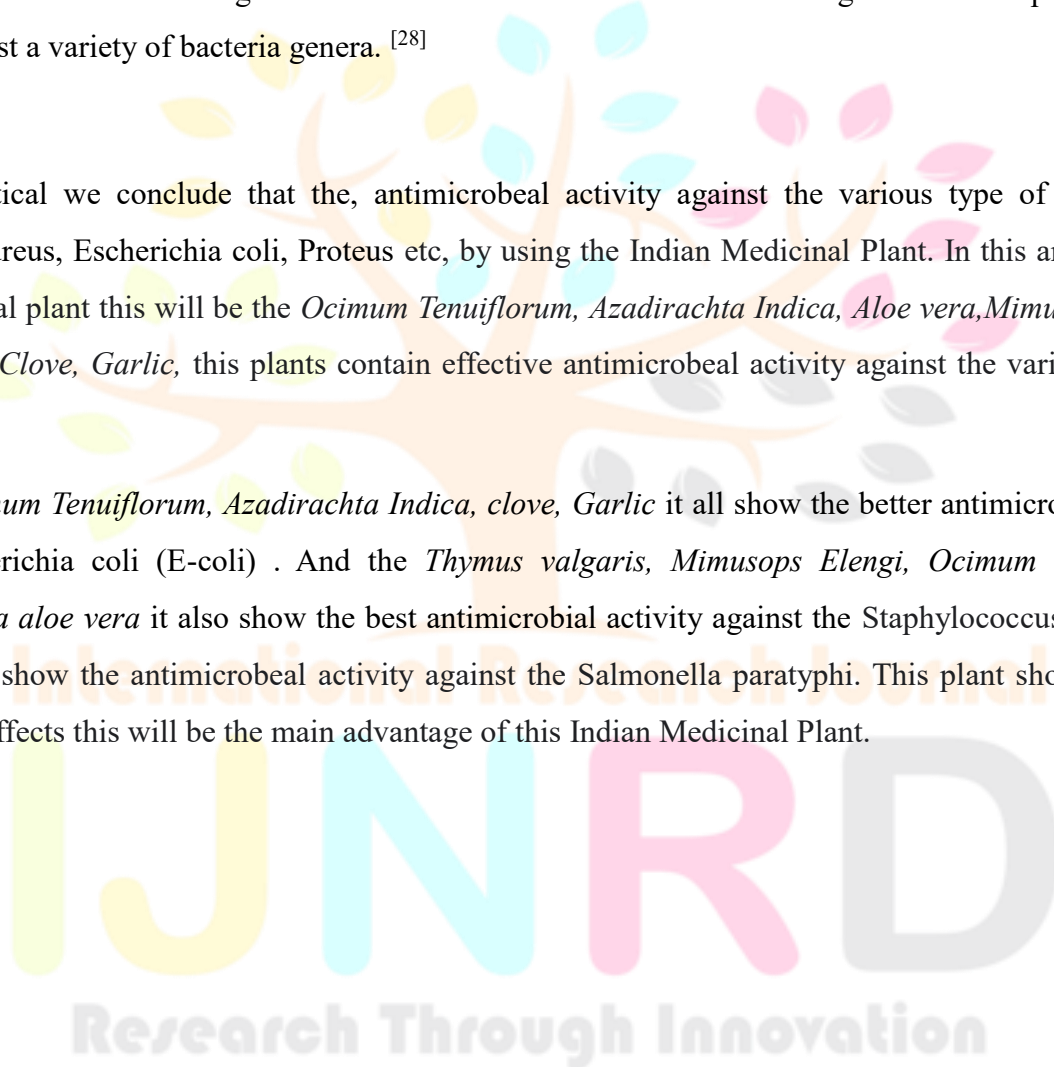 st a variety of bacteria genera. [28]
tical we conclude that the, antimicrobeal activity against the various type of
reus, Escherichia coli, Proteus etc, by using the Indian Medicinal Plant. In this ar
al plant this will be the Ocimum Tenuiflorum, Azadirachta Indica, Aloe vera,Mimu
Clove, Garlic, this plants contain effective antimicrobeal activity against the vari
um Tenuiflorum, Azadirachta Indica, clove, Garlic it all show the better antimicro
erichia coli (E-coli) . And the Thymus valgaris, Mimusops Elengi, Ocimum
a aloe vera it also show the best antimicrobial activity against the Staphylococcus
show the antimicrobeal activity against the Salmonella paratyphi. This plant sho
International Research Journal
ffects this will be the main advantage of this Indian Medicinal Plant.
IJNRD
Research Through Innovation